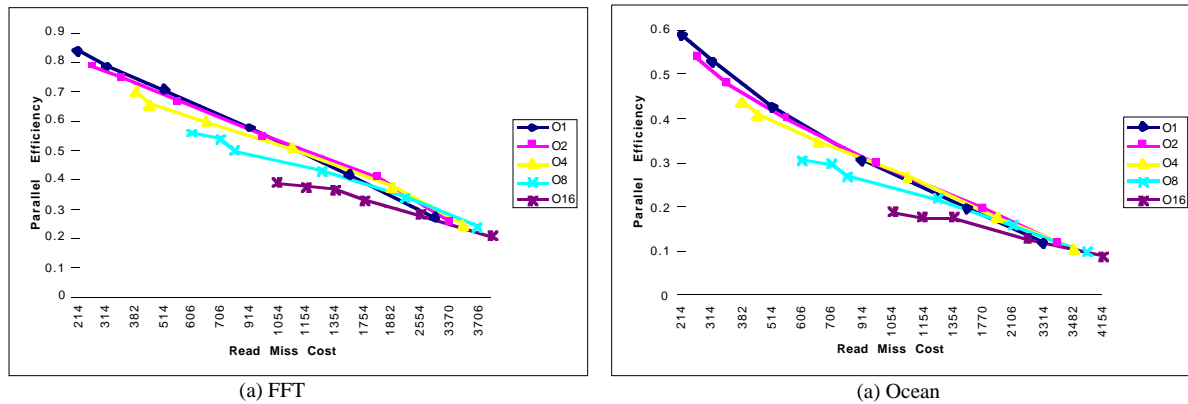 Parallel Efficiency
0.9
0.8
0.7
0.6
0.5
0.4
0.3
0.2
0.1
0
214 314 382 514 606 706 914 1054 1154 1354 1754 1882 2554 3370 3706
Read Miss Cost
O1
O2
O4
O8
O16
(a) FFT
Parallel Efficiency
0.6
0.5
0.4
0.3
0.2
0.1
0
214 314 382 514 606 706 914 1054 1154 1354 1770 2106 3314 3482 4154
Read Miss Cost
O1
O2
O4
O8
O16
(a) Ocean